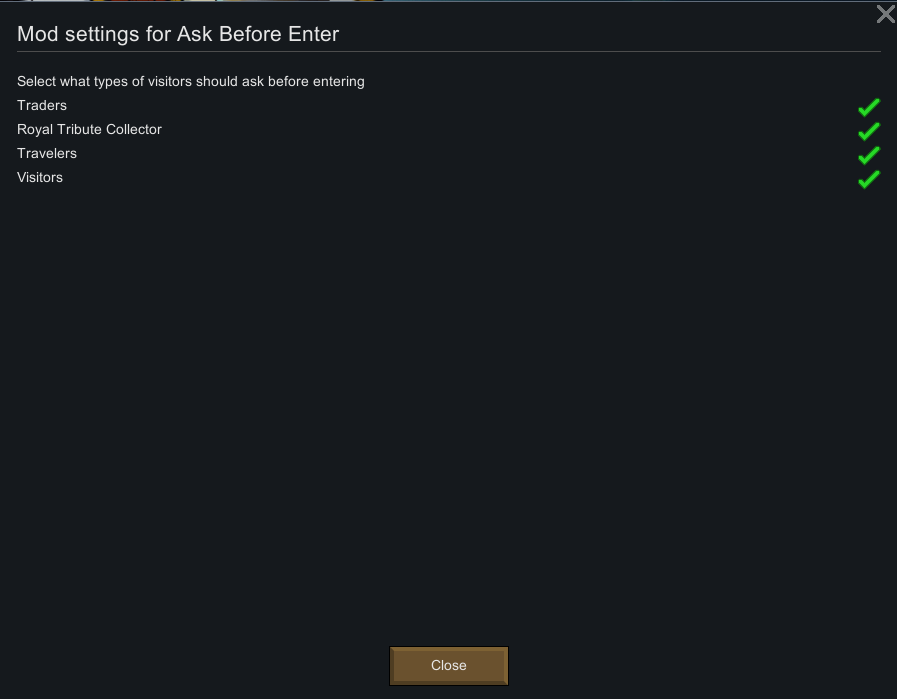 Mod settings for Ask Before Enter
Select what types of visitors should ask before entering
Traders
Royal Tribute Collector
Travelers
Visitors
Close